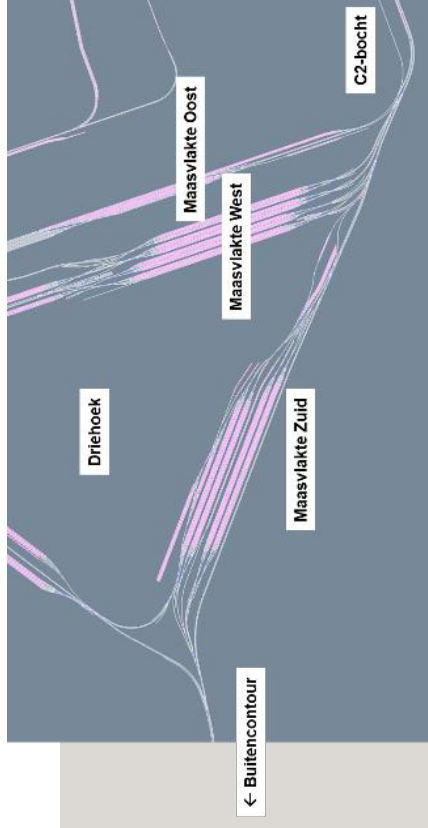 C2-bocht
Maasvlakte Oost
Maasvlakte West
Driehoek
Maasvlakte Zuid
← Buitencontour